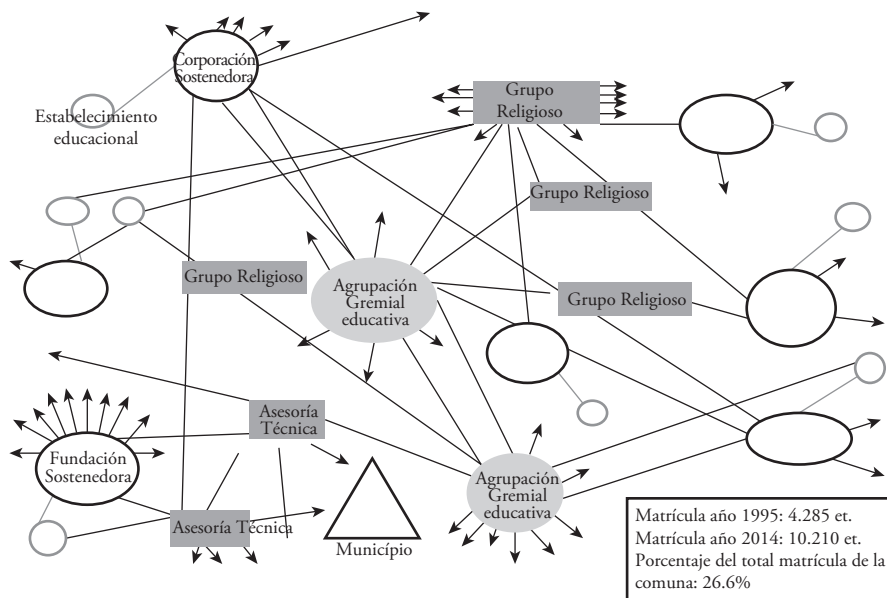 Corporación
Sostenedora
Estabelecimiento
educacional
Grupo
Religioso
Grupo Religioso
Grupo Religioso
Agrupación
Gremial
educativa
Grupo Religioso
Asesoría
Técnica
Fundación
Sostenedora
Asesoría Técnica
Município
Agrupación
Gremial
educativa
Matrícula año 1995: 4.285 et.
Matrícula año 2014: 10.210 et.
Porcentaje del total matrícula de la
comuna: 26.6%